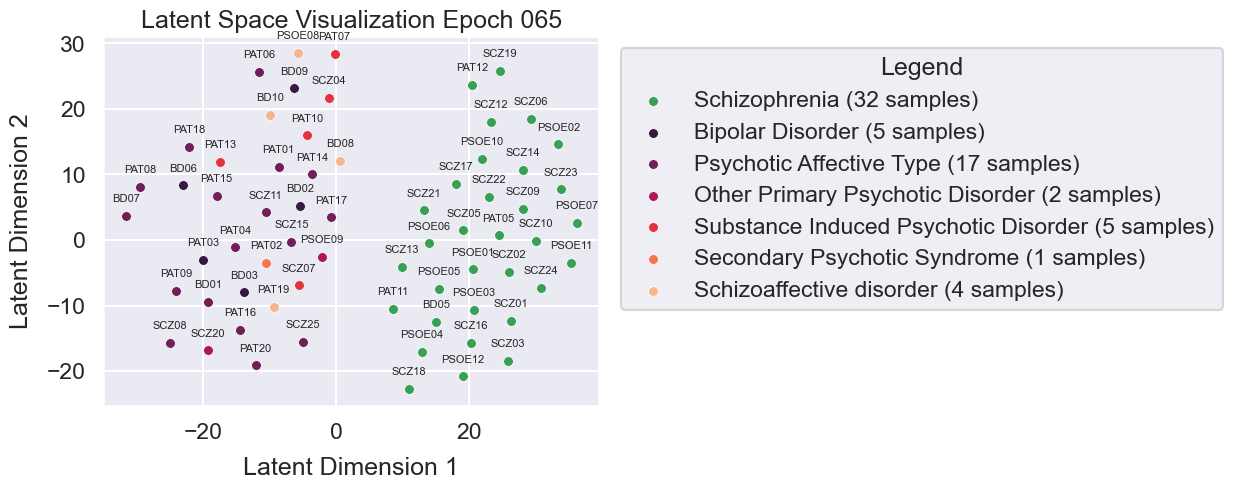 Latent Space Visualization Epoch 065
PSOE08 PAT07
PAT06
SCZ19
BD09
PAT12
SCZ04
BD10
SCZ12
SCZ06
PAT10
PAT18
PSOE02
PAT13
BD08
PSOE10
PAT01
PAT14
SCZ14
PAT08
BD06
SCZ17
SCZ23
PAT15
SCZ22
BD07
SCZ11
BD02
PAT17
SCZ21
SCZ09
PSOE07
SCZ15
SCZ05
PAT05
SCZ10
PAT04
PSOE06
PAT03
PAT02
PSOE09
SCZ13
PSOE01
SCZ02
PSOE11
PAT09
BD03
SCZ07
PSOE05
SCZ24
BD01
PAT19
PAT11
PSOE03
BD05
SCZ01
PAT16
SCZ08
SCZ20
SCZ25
PSOE04
SCZ16
PAT20
SCZ03
PSOE12
SCZ18
30
20
10
0
−10
−20
Latent Dimension 2
−20 0 20
Latent Dimension 1
Legend
Schizophrenia (32 samples)
Bipolar Disorder (5 samples)
Psychotic Affective Type (17 samples)
Other Primary Psychotic Disorder (2 samples)
Substance Induced Psychotic Disorder (5 samples)
Secondary Psychotic Syndrome (1 samples)
Schizoaffective disorder (4 samples)